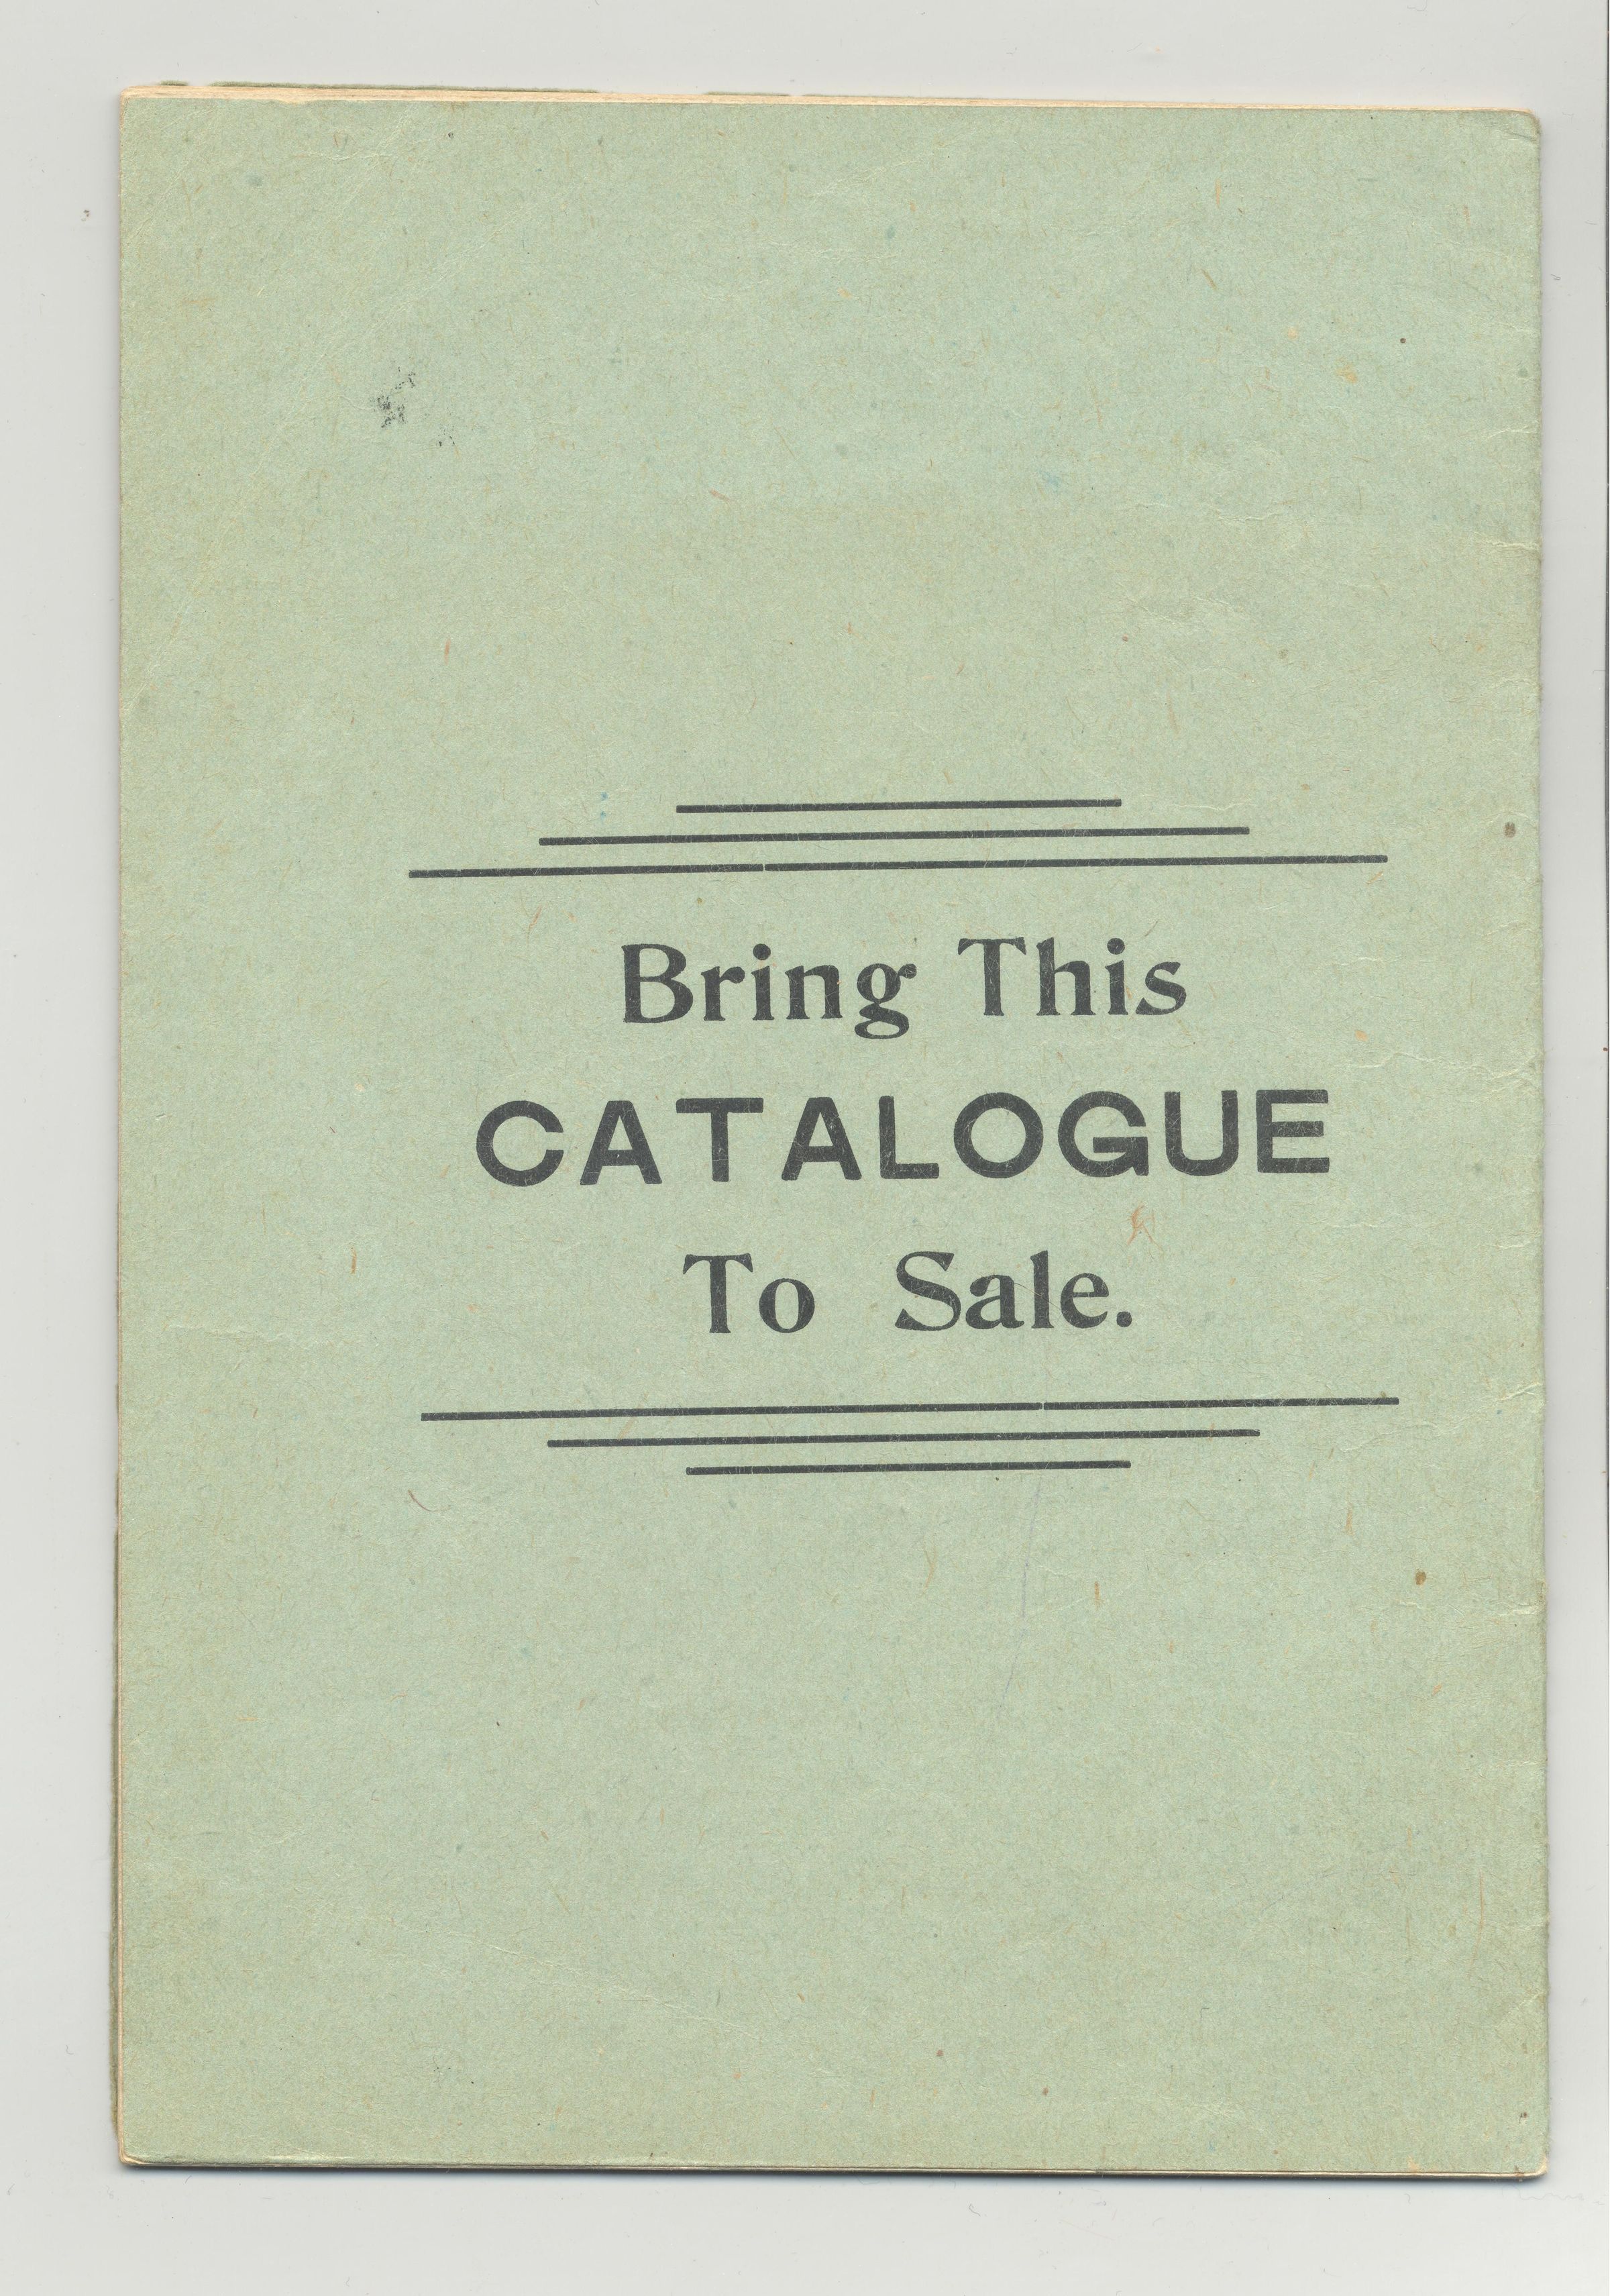 Bring This
CATALOGUE
To Sale.